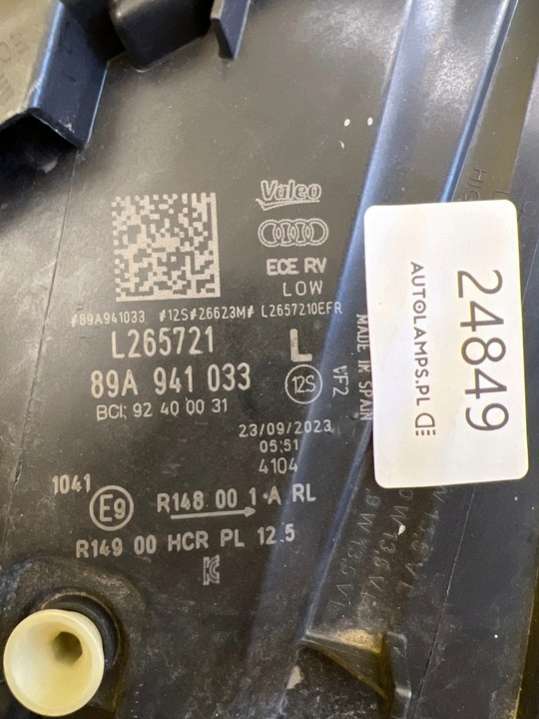 Valeo
ECE RV
LOW
#89A941033 #12S#26623M# L2657210EFR
L265721
L
89A 941 033
12S
VF2
MADE IN SPAIN
BCI; 92 40 00 31
23/09/2023
05:51
4104
1041
E9
R148 00 1 A RL
R149 00 HCR PL 12.5
24849
AUTOLAMPS.PL